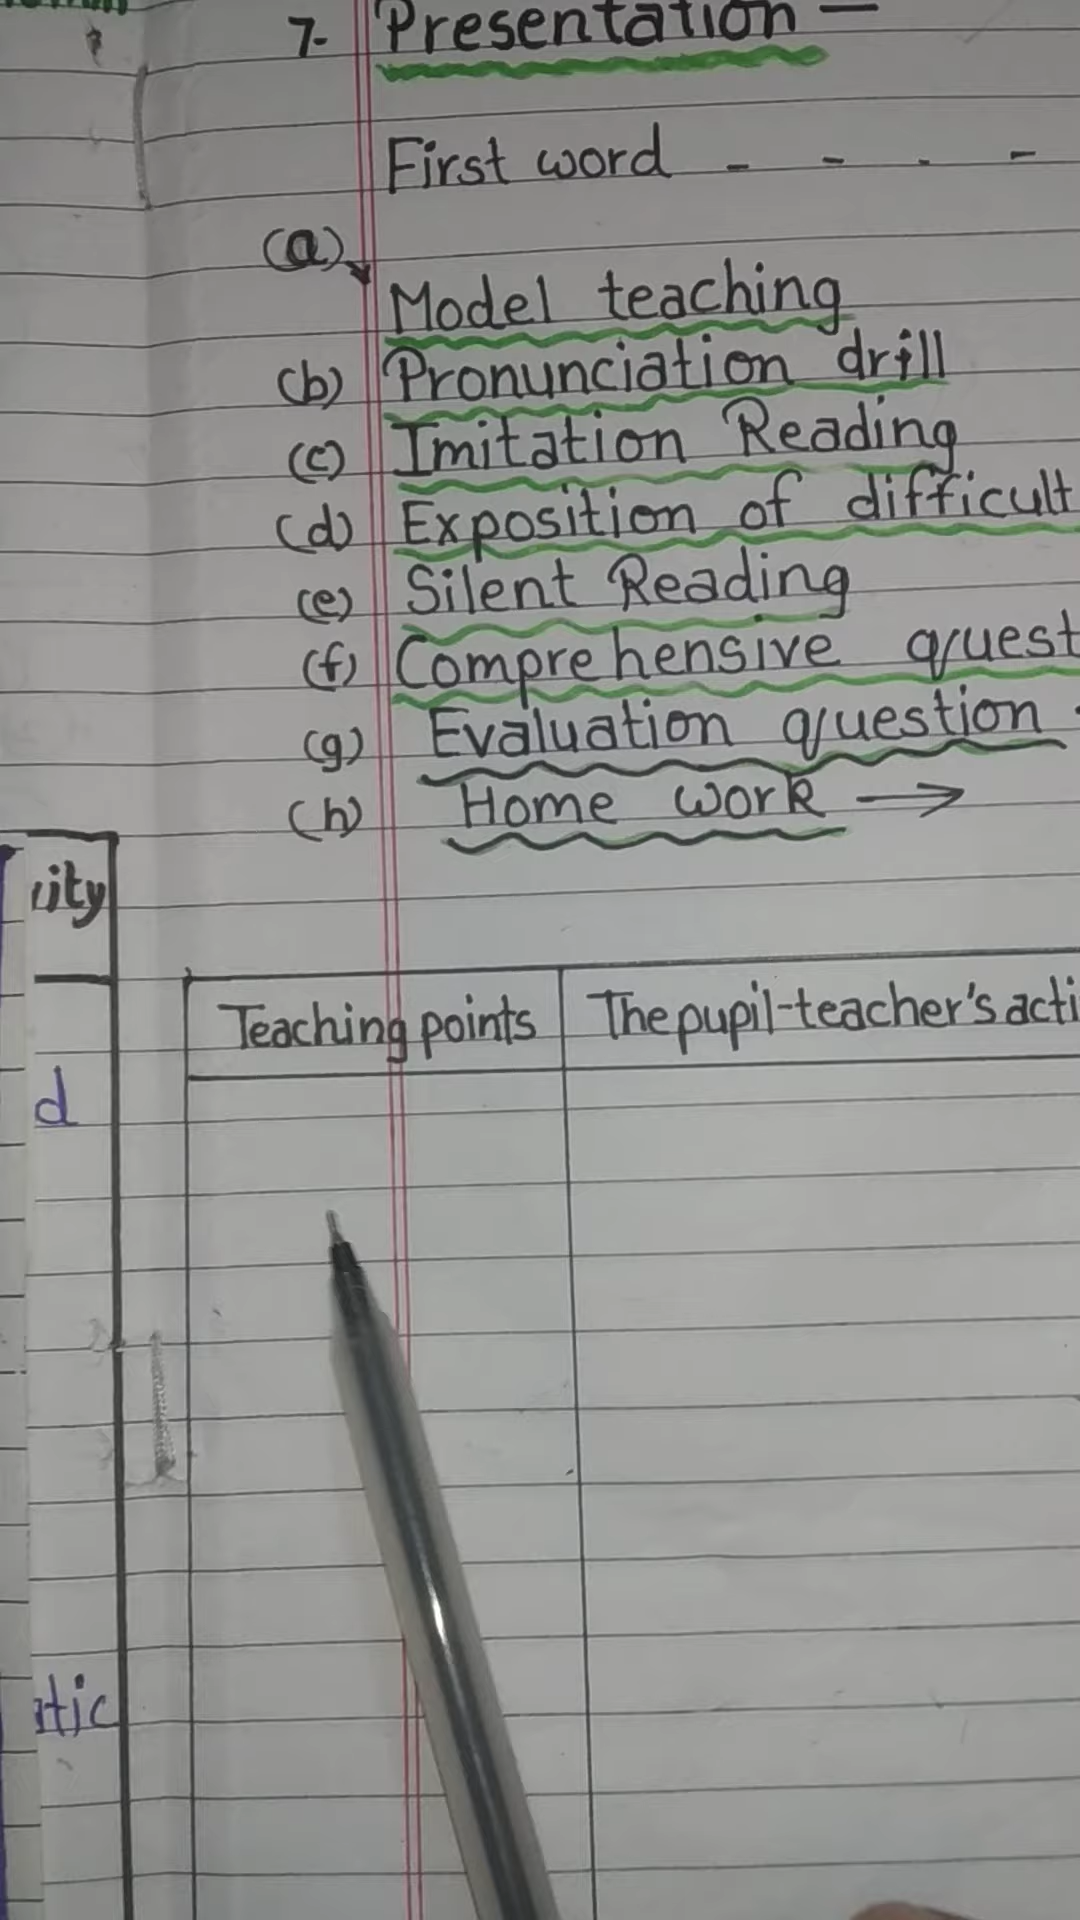 7- Presentation —
First word - - - -
(a)
Model teaching
(b) Pronunciation drill
(c) Imitation Reading
(d) Exposition of difficult
(e) Silent Reading
(f) Comprehensive quest
(g) Evaluation question
(h) Home work →
ity
Teaching points The pupil-teacher's acti
d
tic